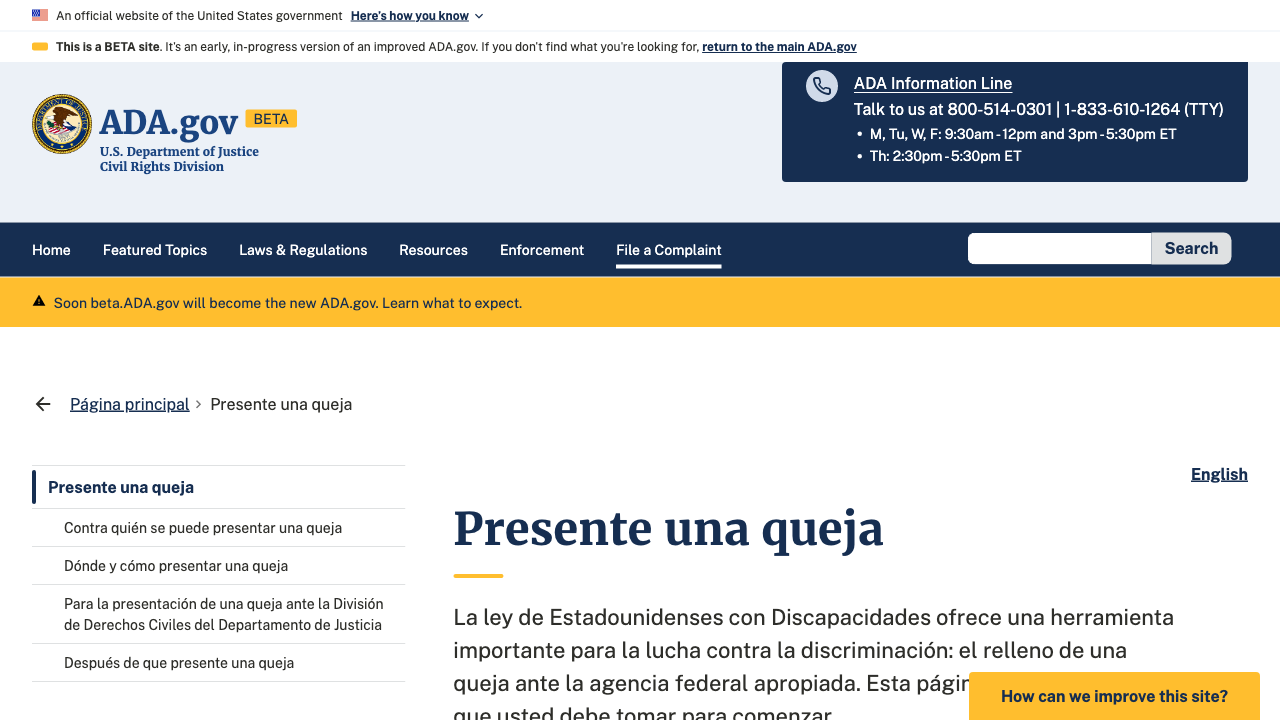 An official website of the United States government Here's how you know
This is a BETA site. It's an early, in-progress version of an improved ADA.gov. If you don't find what you're looking for, return to the main ADA.gov
ADA.gov BETA
U.S. Department of Justice
Civil Rights Division
ADA Information Line
Talk to us at 800-514-0301 | 1-833-610-1264 (TTY)
• M, Tu, W, F: 9:30am - 12pm and 3pm - 5:30pm ET
• Th: 2:30pm - 5:30pm ET
Home Featured Topics Laws & Regulations Resources Enforcement File a Complaint Search
Soon beta.ADA.gov will become the new ADA.gov. Learn what to expect.
Página principal > Presente una queja
Presente una queja
Contra quién se puede presentar una queja
Dónde y cómo presentar una queja
Para la presentación de una queja ante la División
de Derechos Civiles del Departamento de Justicia
Después de que presente una queja
English
Presente una queja
La ley de Estadounidenses con Discapacidades ofrece una herramienta
importante para la lucha contra la discriminación: el relleno de una
queja ante la agencia federal apropiada. Esta
que usted debe tomar para comenzar.
How can we improve this site?